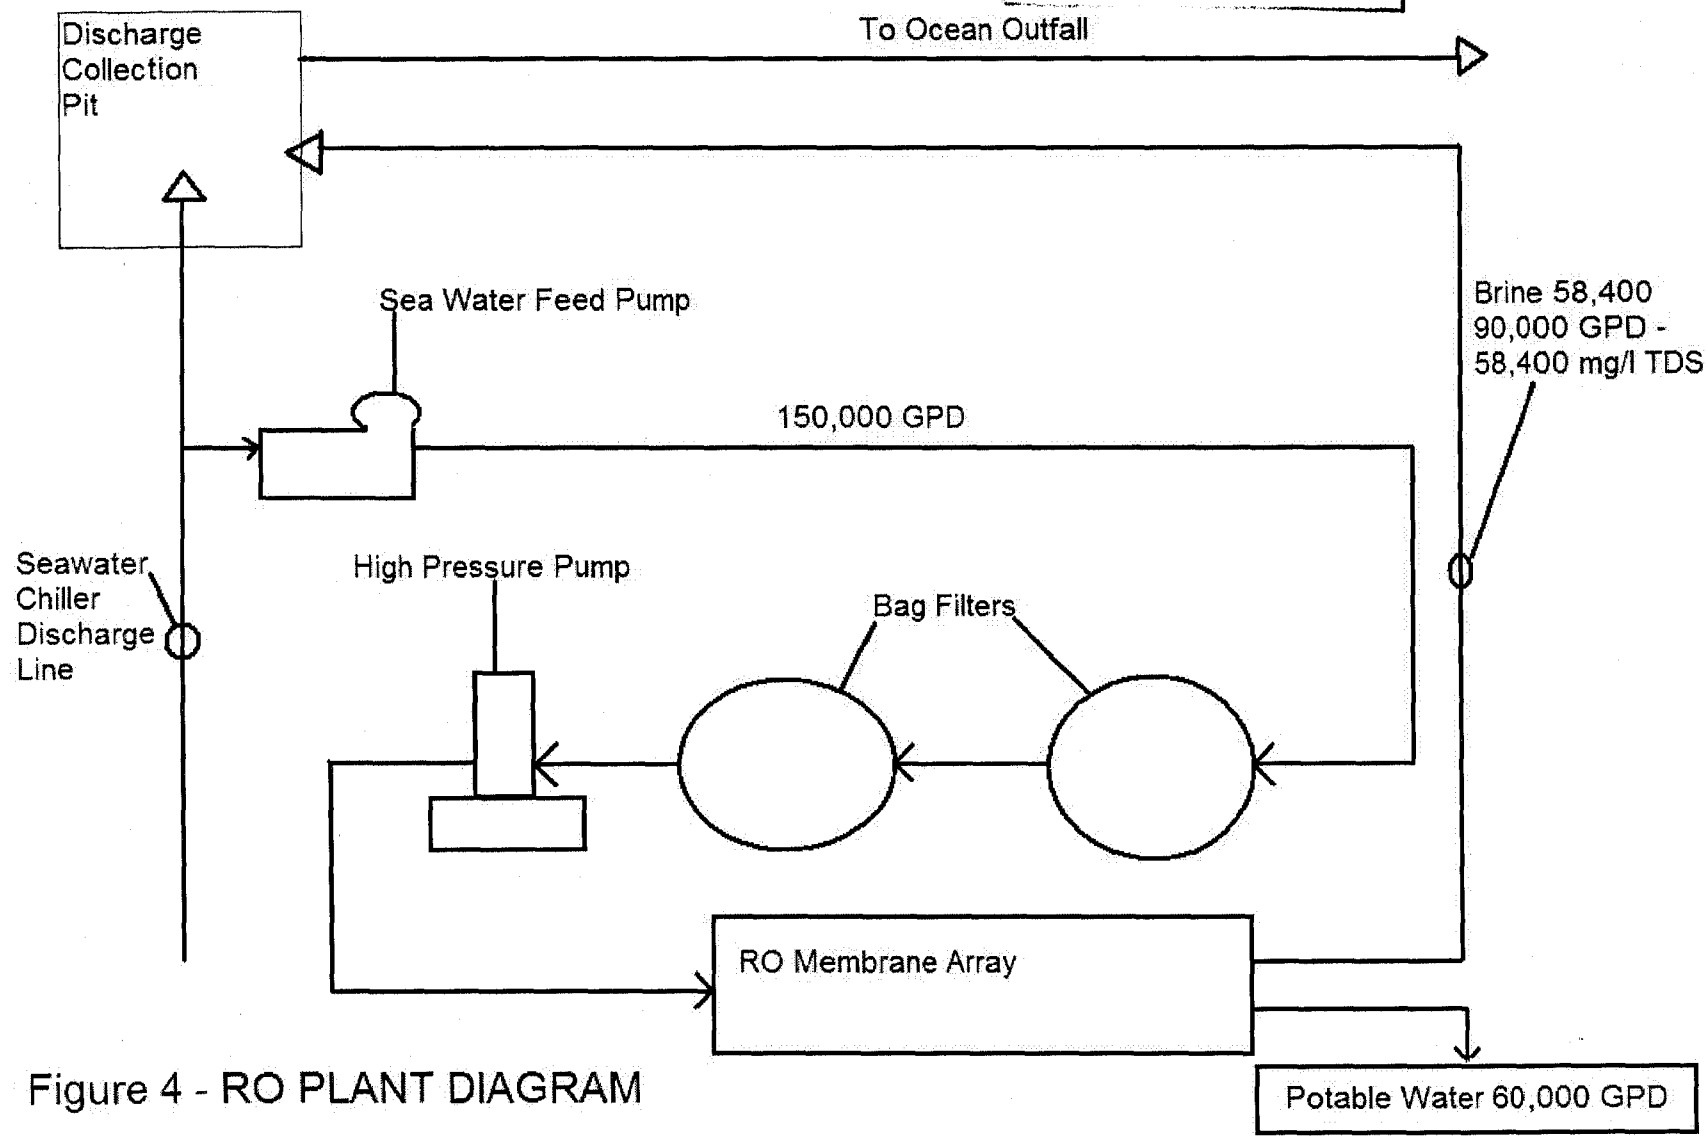 Discharge
Collection
Pit
To Ocean Outfall
Sea Water Feed Pump
Brine 58,400
90,000 GPD -
58,400 mg/l TDS
150,000 GPD
Seawater
Chiller
Discharge
Line
High Pressure Pump
Bag Filters
RO Membrane Array
Figure 4 - RO PLANT DIAGRAM
Potable Water 60,000 GPD